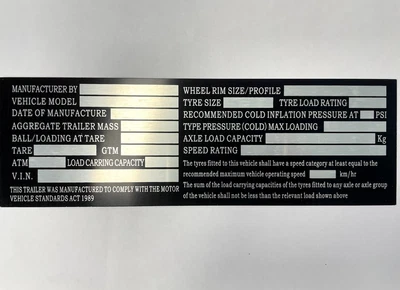 MANUFACTURER BY
VEHICLE MODEL
DATE OF MANUFACTURE
AGGREGATE TRAILER MASS
BALL/LOADING AT TARE
TARE GTM
ATM LOAD CARRING CAPACITY
V.I.N.
THIS TRAILER WAS MANUFACTURED TO COMPLY WITH THE MOTOR
VEHICLE STANDARDS ACT 1989
WHEEL RIM SIZE/PROFILE
TYRE SIZE TYRE LOAD RATING
RECOMMENDED COLD INFLATION PRESSURE AT PSI
TYPE PRESSURE(COLD) MAX LOADING
AXLE LOAD CAPACITY Kg
SPEED RATING
The tyres fitted to this vehicle shall have a speed category at least equal to the
recommended maximum vehicle operating speed km/hr
The sum of the load carrying capacities of the tyres fitted to any axle or axle group
of the vehicle shall not be less than the relevant load shown above